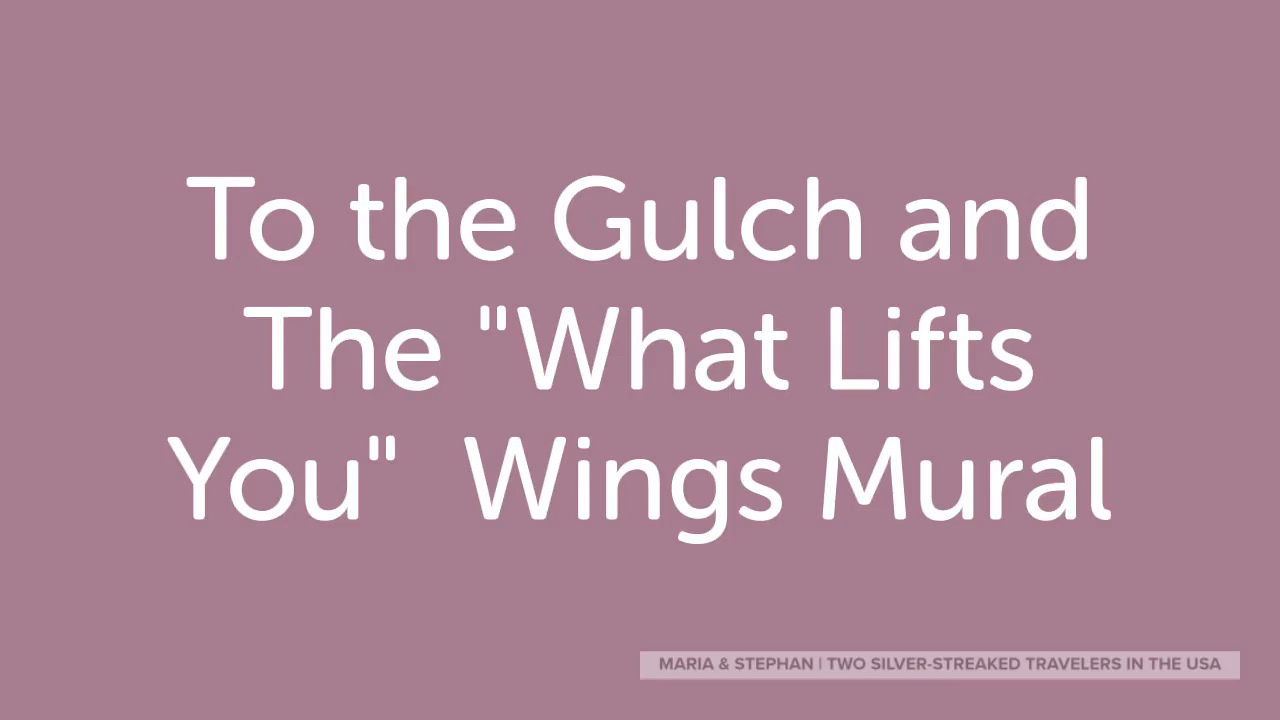 To the Gulch and
The "What Lifts
You"  Wings Mural
MARIA & STEPHAN | TWO SILVER-STREAKED TRAVELERS IN THE USA